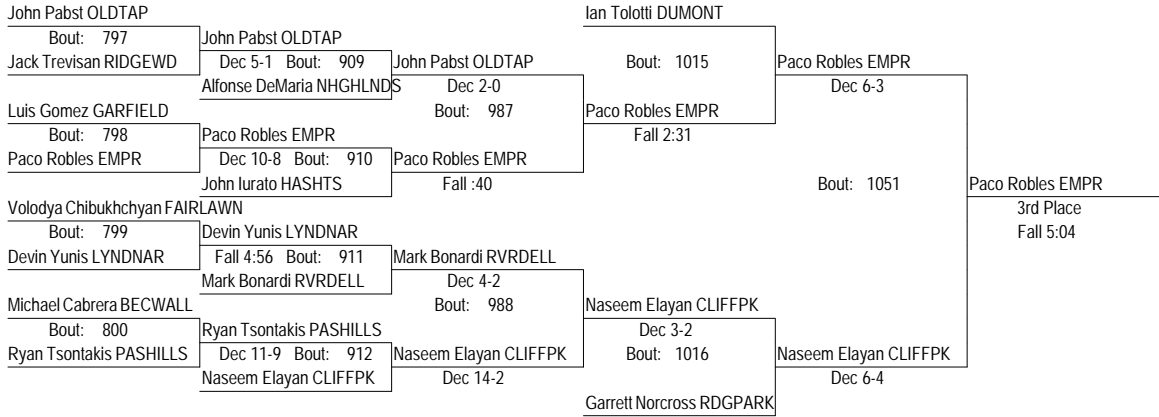 John Pabst OLDTAP
Ian Tolotti DUMONT
Bout: 797
John Pabst OLDTAP
Jack Trevisan RIDGEWD
Dec 5-1 Bout: 909
John Pabst OLDTAP
Bout: 1015
Paco Robles EMPR
Alfonse DeMaria NHGHLNDS
Dec 2-0
Dec 6-3
Luis Gomez GARFIELD
Bout: 987
Paco Robles EMPR
Bout: 798
Paco Robles EMPR
Fall 2:31
Paco Robles EMPR
Dec 10-8 Bout: 910
Paco Robles EMPR
John Iurato HASHTS
Fall :40
Bout: 1051
Paco Robles EMPR
Volodya Chibukhchyan FAIRLAWN
3rd Place
Bout: 799
Devin Yunis LYNDNAR
Fall 5:04
Devin Yunis LYNDNAR
Fall 4:56 Bout: 911
Mark Bonardi RVRDELL
Mark Bonardi RVRDELL
Dec 4-2
Michael Cabrera BECWALL
Bout: 988
Naseem Elayan CLIFFPK
Bout: 800
Ryan Tsontakis PASHILLS
Dec 3-2
Ryan Tsontakis PASHILLS
Dec 11-9 Bout: 912
Naseem Elayan CLIFFPK
Bout: 1016
Naseem Elayan CLIFFPK
Naseem Elayan CLIFFPK
Dec 14-2
Dec 6-4
Garrett Norcross RDGPARK